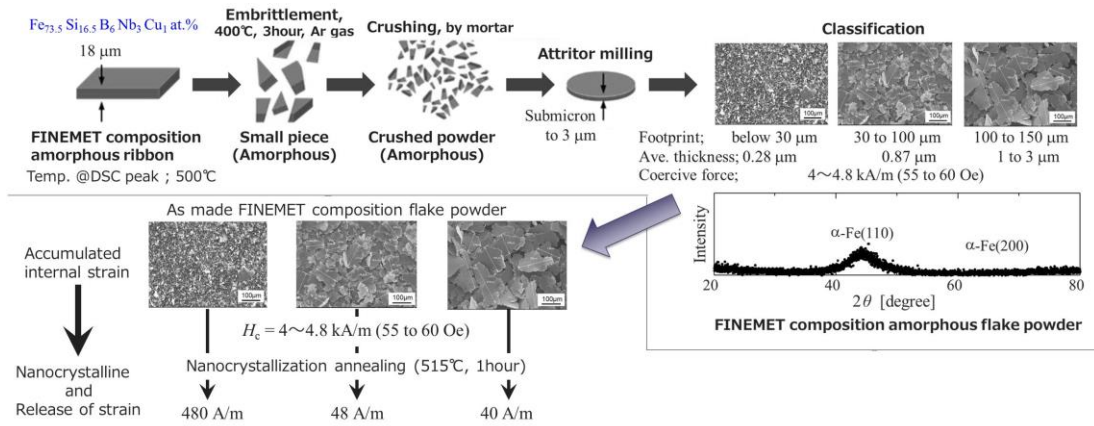 Fe73.5 Si16.5 B6 Nb3 Cu1 at.%
18 μm
FINEMET composition
amorphous ribbon
Temp. @DSC peak ; 500℃
Embrittlement,
400℃, 3hour, Ar gas
Small piece
(Amorphous)
Crushing, by mortar
Crushed powder
(Amorphous)
Attritor milling
Submicron
to 3 μm
Classification
100μm
100μm
100μm
Footprint; below 30 μm 30 to 100 μm 100 to 150 μm
Ave. thickness; 0.28 μm 0.87 μm 1 to 3 μm
Coercive force; 4～4.8 kA/m (55 to 60 Oe)
Intensity
α-Fe(110)
α-Fe(200)
20 40 60 80
2θ [degree]
FINEMET composition amorphous flake powder
As made FINEMET composition flake powder
100μm
100μm
100μm
Accumulated
internal strain
Hc = 4～4.8 kA/m (55 to 60 Oe)
Nanocrystallization annealing (515℃, 1hour)
Nanocrystalline
and
Release of strain
480 A/m 48 A/m 40 A/m